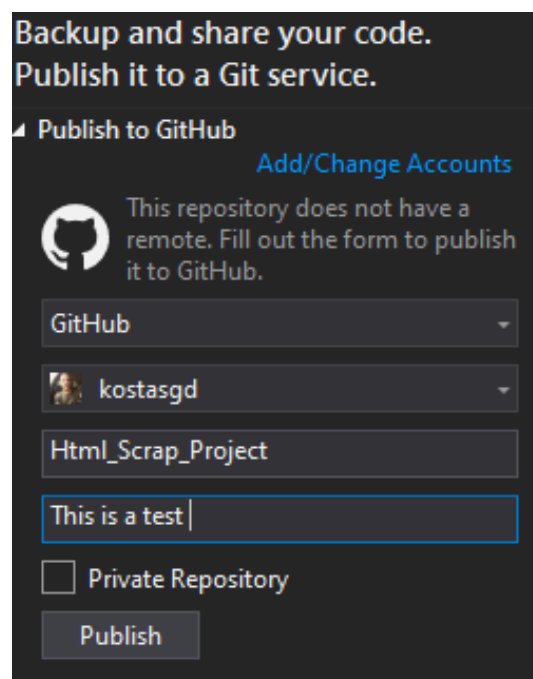 Backup and share your code.
Publish it to a Git service.
Publish to GitHub
Add/Change Accounts
This repository does not have a
remote. Fill out the form to publish
it to GitHub.
GitHub
kostasgd
Html_Scrap_Project
This is a test
Private Repository
Publish